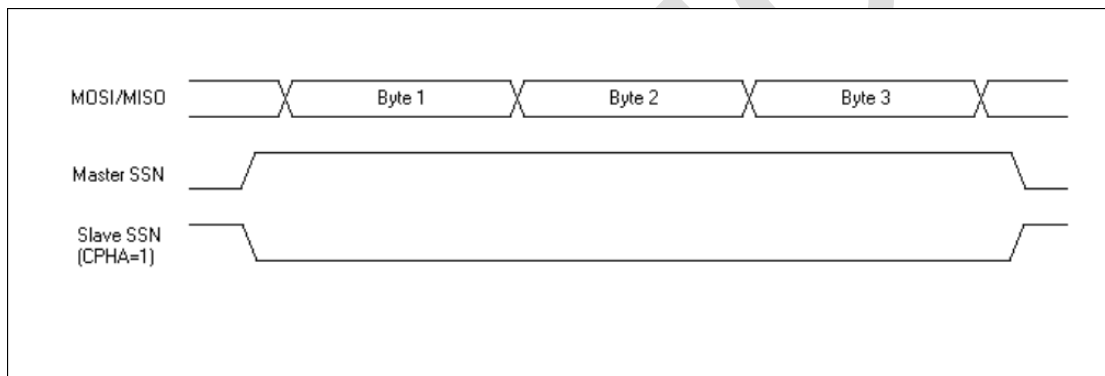 MOSI/MISO
Byte 1
Byte 2
Byte 3
Master SSN
Slave SSN
(CPHA=1)